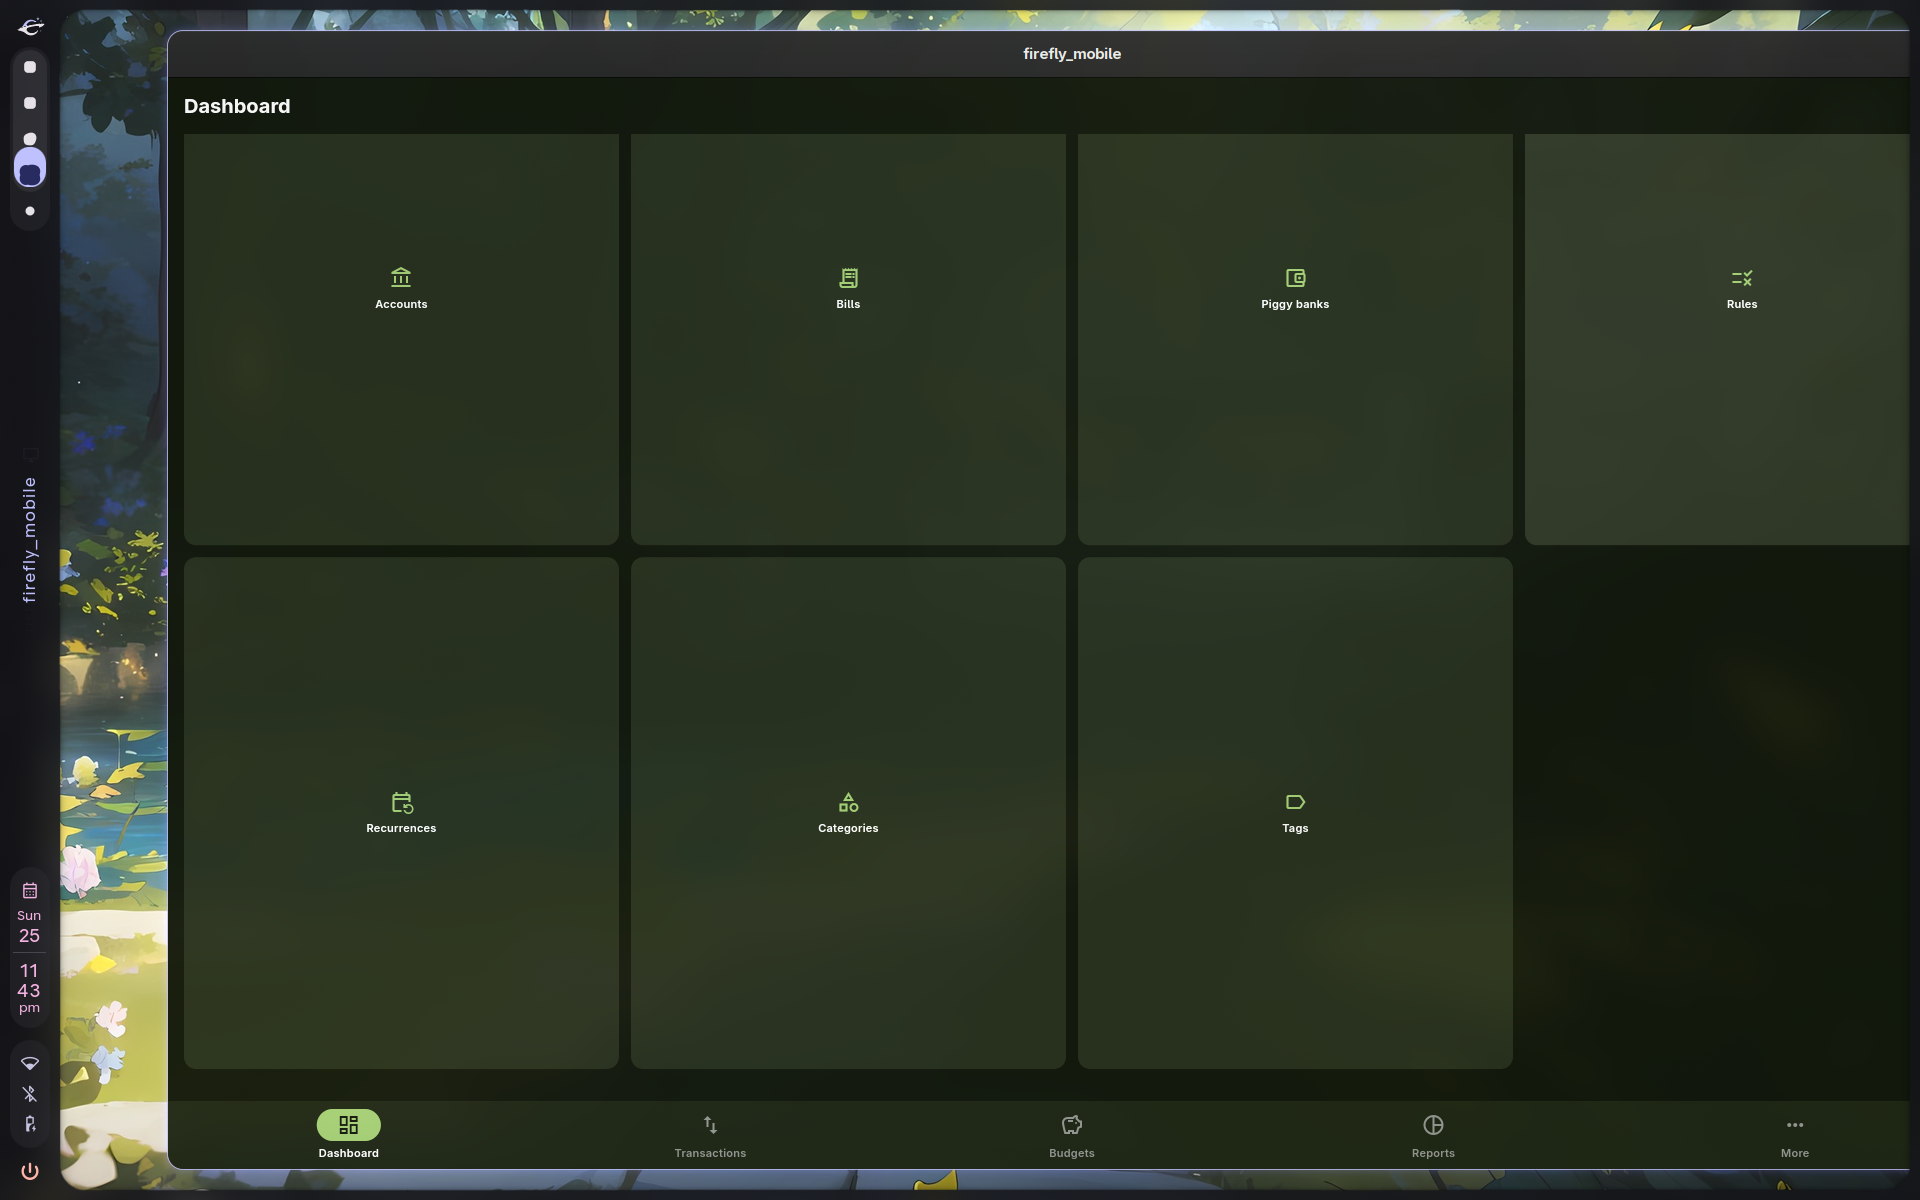 firefly_mobile
Dashboard
Accounts
Bills
Piggy banks
Rules
Recurrences
Categories
Tags
Dashboard
Transactions
Budgets
Reports
More
firefly_mobile
Sun
25
11
43
pm